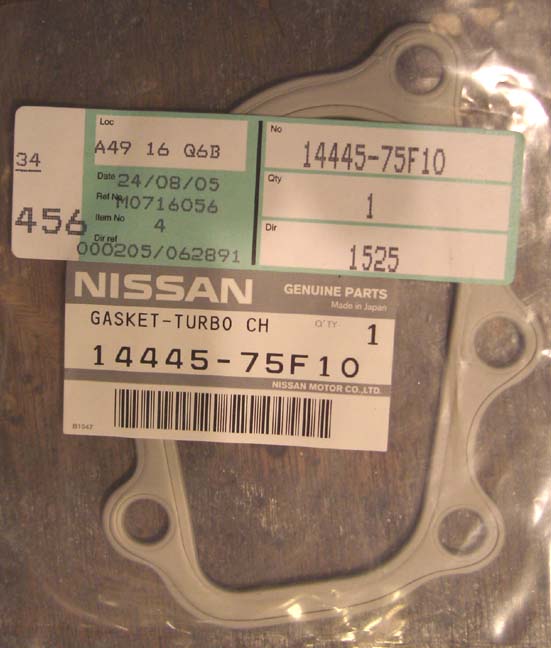 34
456
Loc
A49 16 Q6B
Date 24/08/05
Ref No M0716056
Item No 4
Dir ref
000205/062891
No
14445-75F10
Qty
1
Dir
1525
NISSAN GENUINE PARTS
Made in Japan
GASKET-TURBO CH Q'TY 1
14445-75F10
NISSAN MOTOR CO.,LTD.
B1047